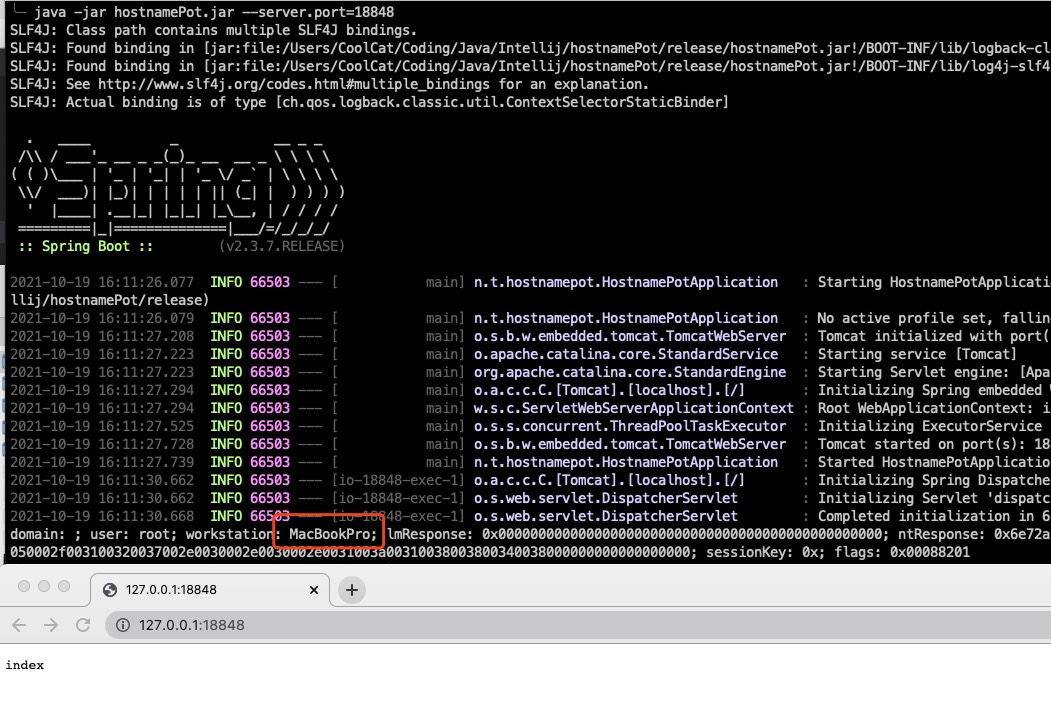 java -jar hostnamePot.jar --server.port=18848
SLF4J: Class path contains multiple SLF4J bindings.
SLF4J: Found binding in [jar:file:/Users/CoolCat/Coding/Java/Intellij/hostnamePot/release/hostnamePot.jar!/BOOT-INF/lib/logback-cl
SLF4J: Found binding in [jar:file:/Users/CoolCat/Coding/Java/Intellij/hostnamePot/release/hostnamePot.jar!/BOOT-INF/lib/log4j-slf4
SLF4J: See http://www.slf4j.org/codes.html#multiple_bindings for an explanation.
SLF4J: Actual binding is of type [ch.qos.logback.classic.util.ContextSelectorStaticBinder]
Spring
:: Spring Boot :: (v2.3.7.RELEASE)
2021-10-19 16:11:26.077 INFO 66503 --- [ main] n.t.hostnamepot.HostnamePotApplication : Starting HostnamePotApplicati
llij/hostnamePot/release)
2021-10-19 16:11:26.079 INFO 66503 --- [ main] n.t.hostnamepot.HostnamePotApplication : No active profile set, fallin
2021-10-19 16:11:27.208 INFO 66503 --- [ main] o.s.b.w.embedded.tomcat.TomcatWebServer : Tomcat initialized with port(
2021-10-19 16:11:27.223 INFO 66503 --- [ main] o.apache.catalina.core.StandardService : Starting service [Tomcat]
2021-10-19 16:11:27.223 INFO 66503 --- [ main] org.apache.catalina.core.StandardEngine : Starting Servlet engine: [Apa
2021-10-19 16:11:27.294 INFO 66503 --- [ main] o.a.c.c.C.[Tomcat].[localhost].[/] : Initializing Spring embedded
2021-10-19 16:11:27.294 INFO 66503 --- [ main] w.s.c.ServletWebServerApplicationContext : Root WebApplicationContext: i
2021-10-19 16:11:27.525 INFO 66503 --- [ main] o.s.s.concurrent.ThreadPoolTaskExecutor : Initializing ExecutorService
2021-10-19 16:11:27.728 INFO 66503 --- [ main] o.s.b.w.embedded.tomcat.TomcatWebServer : Tomcat started on port(s): 18
2021-10-19 16:11:27.739 INFO 66503 --- [ main] n.t.hostnamepot.HostnamePotApplication : Started HostnamePotApplicatio
2021-10-19 16:11:30.662 INFO 66503 --- [io-18848-exec-1] o.a.c.c.C.[Tomcat].[localhost].[/] : Initializing Spring Dispatche
2021-10-19 16:11:30.662 INFO 66503 --- [io-18848-exec-1] o.s.web.servlet.DispatcherServlet : Initializing Servlet 'dispatc
2021-10-19 16:11:30.668 INFO 66503 --- [io-18848-exec-1] o.s.web.servlet.DispatcherServlet : Completed initialization in 6
domain: ; user: root; workstation: MacBookPro; lmResponse: 0x000000000000000000000000000000000000000000000000; ntResponse: 0x6e72a
050002f003100320037002e0030002e0030002e0031003a00310038003800340038000000000000000000; sessionKey: 0x; flags: 0x00088201
127.0.0.1:18848
127.0.0.1:18848
index